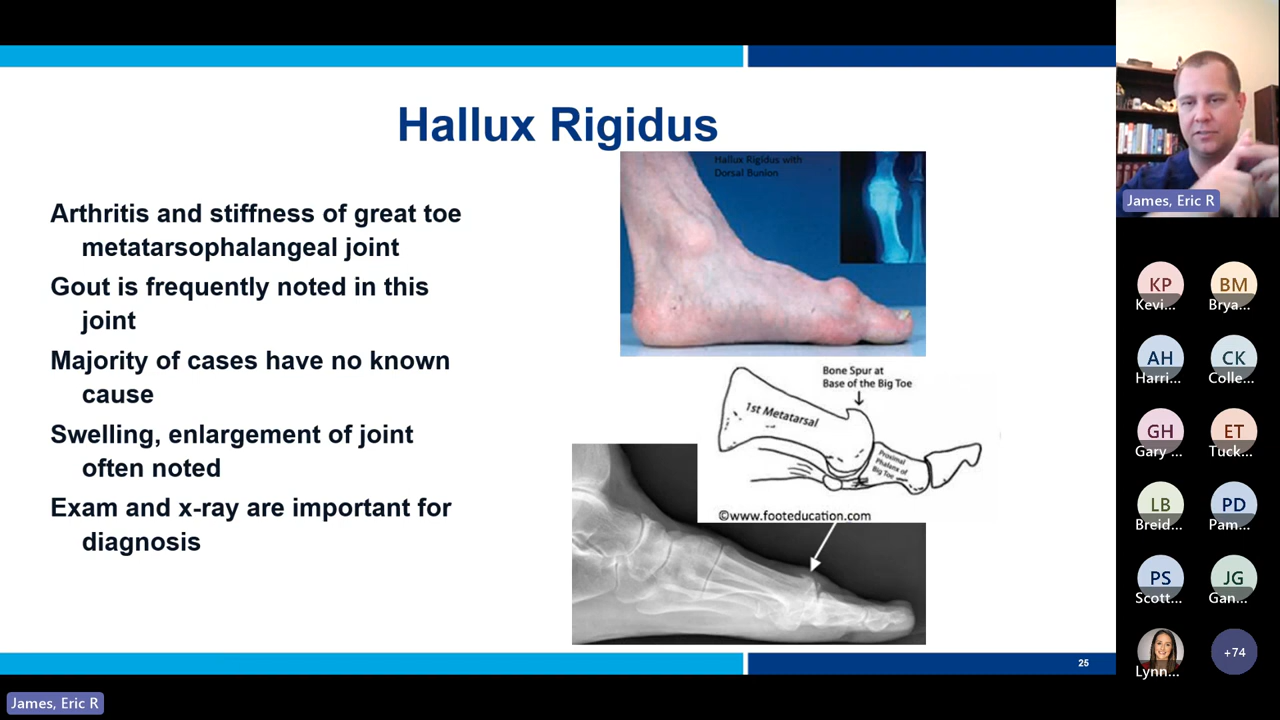 Hallux Rigidus
Arthritis and stiffness of great toe
metatarsophalangeal joint
Gout is frequently noted in this
joint
Majority of cases have no known
cause
Swelling, enlargement of joint
often noted
Exam and x-ray are important for
diagnosis
Hallux Rigidus with
Dorsal Bunion
Bone Spur at
Base of the Big Toe
1st Metatarsal
Proximal
Phalanx of
Big Toe
©www.footeducation.com
25
James, Eric R
KP
Kevi...
BM
Brya...
AH
Harri...
CK
Colle...
GH
Gary ...
ET
Tuck...
LB
Breid...
PD
Pam...
PS
Scott...
JG
Gan...
Lynn...
+74
James, Eric R